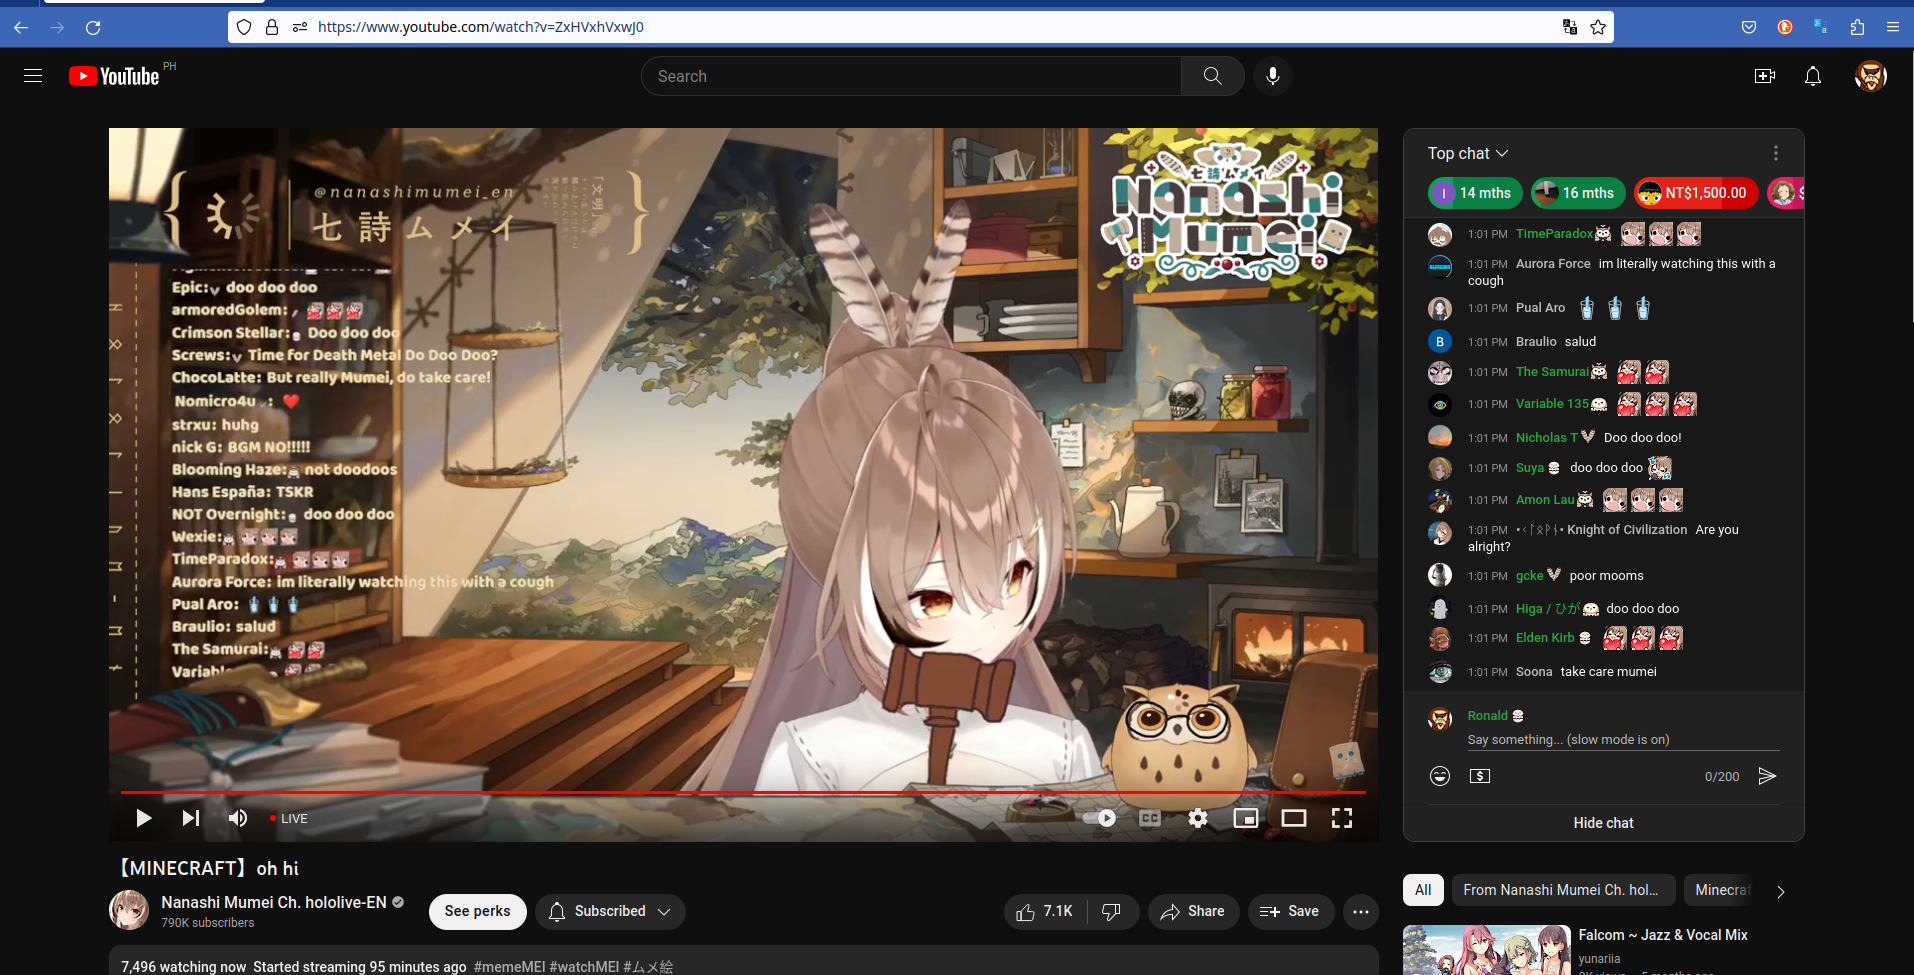 https://www.youtube.com/watch?v=ZxHVxhVxwJ0
YouTube PH
Search
@nanashimumei_en
七詩ムメイ
七詩ムメイ
Nanashi
Mumei
Epic: doo doo doo
armoredGolem:
Crimson Stellar: Doo doo doo
Screws: Time for Death Metal Do Doo Doo?
ChocoLatte: But really Mumei, do take care!
Nomicro4u :
strxu: huhg
nick G: BGM NO!!!!!
Blooming Haze: not doodoos
Hans España: TSKR
NOT Overnight: doo doo doo
Wexie:
TimeParadox:
Aurora Force: im literally watching this with a cough
Pual Aro:
Braulio: salud
The Samurai:
LIVE
【MINECRAFT】oh hi
Nanashi Mumei Ch. hololive-EN
790K subscribers
See perks
Subscribed
7.1K
Share
Save
7,496 watching now Started streaming 95 minutes ago #memeMEI #watchMEI #ムメ絵
Top chat
I 14 mths
16 mths
NT$1,500.00
1:01 PM TimeParadox
1:01 PM Aurora Force im literally watching this with a
cough
1:01 PM Pual Aro
B 1:01 PM Braulio salud
1:01 PM The Samurai
1:01 PM Variable 135
1:01 PM Nicholas T Doo doo doo!
1:01 PM Suya doo doo doo
1:01 PM Amon Lau
1:01 PM Knight of Civilization Are you
alright?
1:01 PM gcke poor mooms
1:01 PM Higa / ひが doo doo doo
1:01 PM Elden Kirb
1:01 PM Soona take care mumei
Ronald
Say something... (slow mode is on)
0/200
Hide chat
All
From Nanashi Mumei Ch. hol...
Minecraf
Falcom ~ Jazz & Vocal Mix
yunariia